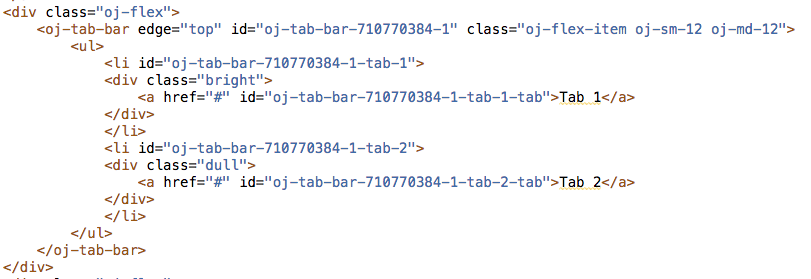 <div class="oj-flex">
<oj-tab-bar edge="top" id="oj-tab-bar-710770384-1" class="oj-flex-item oj-sm-12 oj-md-12">
<ul>
<li id="oj-tab-bar-710770384-1-tab-1">
<div class="bright">
<a href="#" id="oj-tab-bar-710770384-1-tab-1-tab">Tab 1</a>
</div>
</li>
<li id="oj-tab-bar-710770384-1-tab-2">
<div class="dull">
<a href="#" id="oj-tab-bar-710770384-1-tab-2-tab">Tab 2</a>
</div>
</li>
</ul>
</oj-tab-bar>
</div>